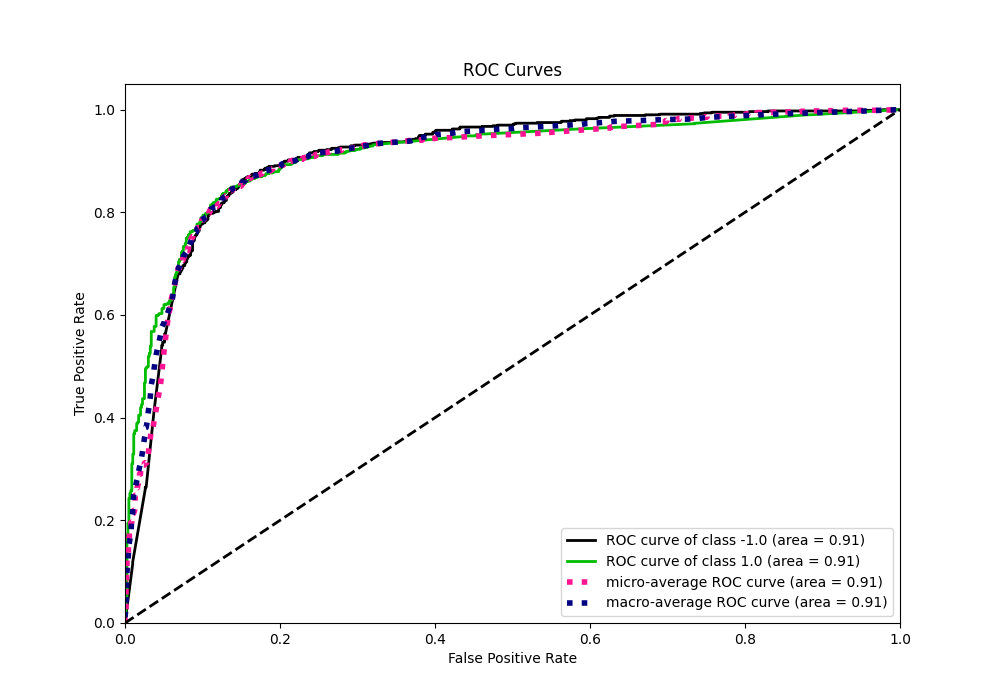 ROC Curves
True Positive Rate
1.0
0.8
0.6
0.4
0.2
0.0
0.0 0.2 0.4 0.6 0.8 1.0
False Positive Rate
ROC curve of class -1.0 (area = 0.91)
ROC curve of class 1.0 (area = 0.91)
micro-average ROC curve (area = 0.91)
macro-average ROC curve (area = 0.91)